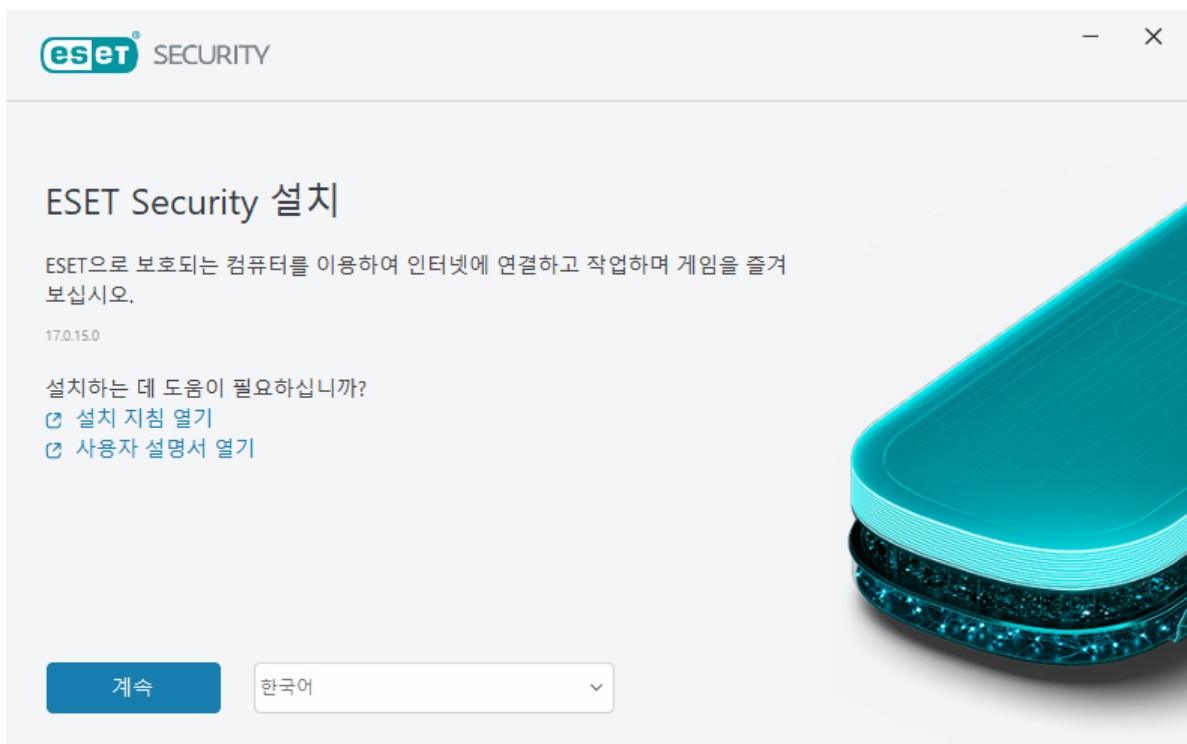 eset® SECURITY
ESET Security 설치
ESET으로 보호되는 컴퓨터를 이용하여 인터넷에 연결하고 작업하며 게임을 즐겨
보십시오.
17.0.15.0
설치하는 데 도움이 필요하십니까?
설치 지침 열기
사용자 설명서 열기
계속
한국어